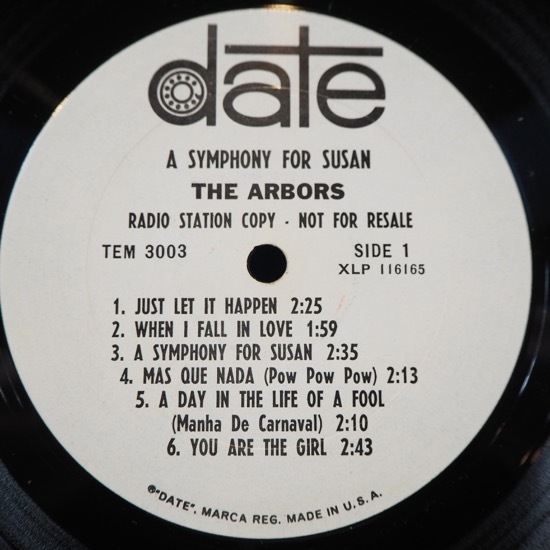 date
A SYMPHONY FOR SUSAN
THE ARBORS
RADIO STATION COPY · NOT FOR RESALE
TEM 3003 SIDE 1
XLP 116165
1. JUST LET IT HAPPEN 2:25
2. WHEN I FALL IN LOVE 1:59
3. A SYMPHONY FOR SUSAN 2:35
4. MAS QUE NADA (Pow Pow Pow) 2:13
5. A DAY IN THE LIFE OF A FOOL
(Manha De Carnaval) 2:10
6. YOU ARE THE GIRL 2:43
®"DATE", MARCA REG. MADE IN U.S.A.